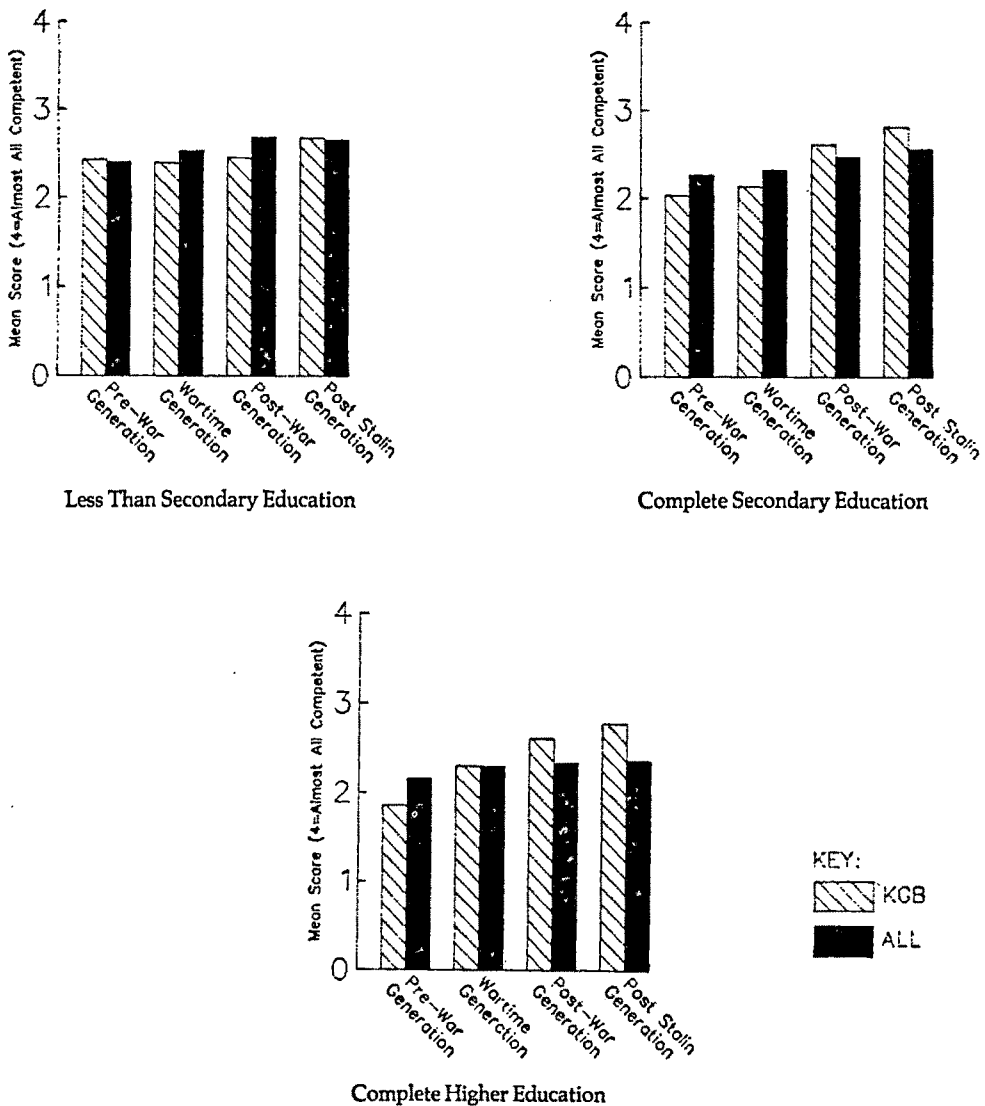 Mean Score (4=Almost All Competent)
4
3
2
1
0
Pre-War
Generation
Wartime
Generation
Post-War
Generation
Post Stalin
Generation
Less Than Secondary Education
Mean Score (4=Almost All Competent)
4
3
2
1
0
Pre-War
Generation
Wartime
Generation
Post-War
Generation
Post Stalin
Generation
Complete Secondary Education
Mean Score (4=Almost All Competent)
4
3
2
1
0
Pre-War
Generation
Wartime
Generation
Post-War
Generation
Post Stalin
Generation
Complete Higher Education
KEY:
KGB
ALL